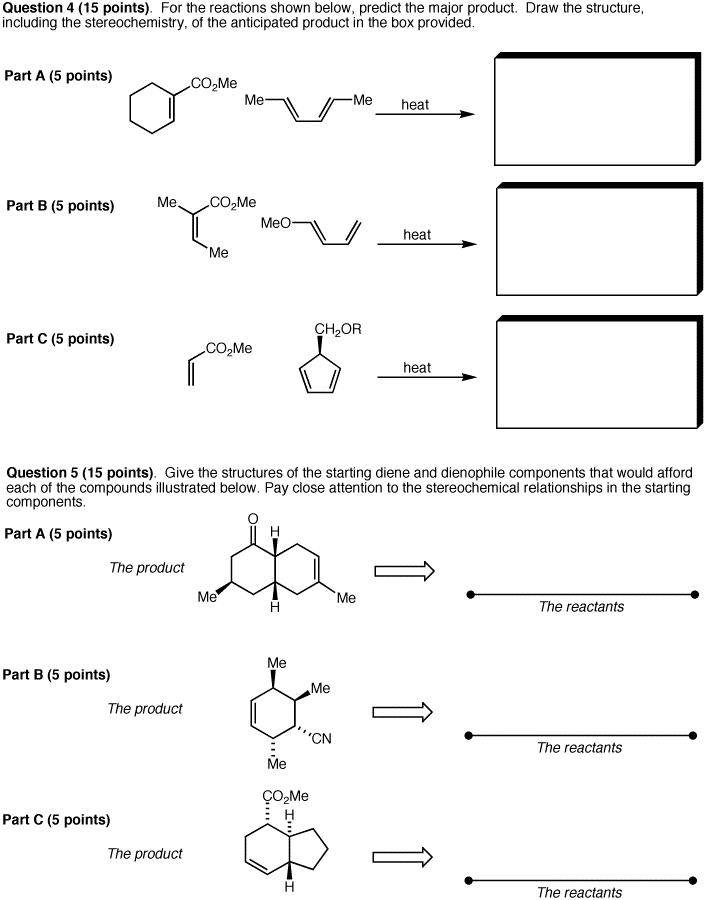 Question 4 (15 points). For the reactions shown below, predict the major product. Draw the structure,
including the stereochemistry, of the anticipated product in the box provided.
Part A (5 points)
CO2Me
Me
Me
heat
Part B (5 points)
Me
CO2Me
Me
MeO
heat
Part C (5 points)
CO2Me
CH2OR
heat
Question 5 (15 points). Give the structures of the starting diene and dienophile components that would afford
each of the compounds illustrated below. Pay close attention to the stereochemical relationships in the starting
components.
Part A (5 points)
The product
O
H
Me
H
Me
The reactants
Part B (5 points)
The product
Me
Me
CN
Me
The reactants
Part C (5 points)
The product
CO2Me
H
H
The reactants